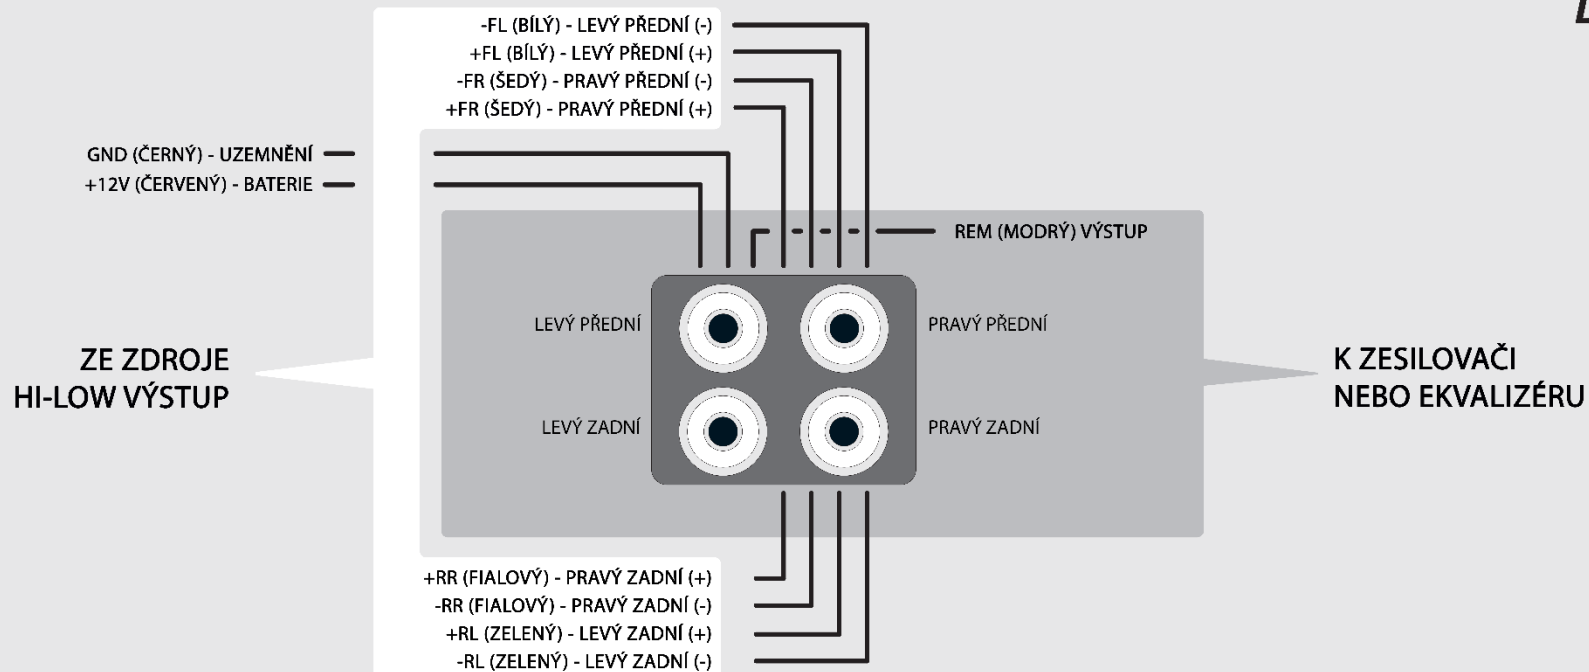 -FL (BÍLÝ) - LEVÝ PŘEDNÍ (-)
+FL (BÍLÝ) - LEVÝ PŘEDNÍ (+)
-FR (ŠEDÝ) - PRAVÝ PŘEDNÍ (-)
+FR (ŠEDÝ) - PRAVÝ PŘEDNÍ (+)
GND (ČERNÝ) - UZEMNĚNÍ
+12V (ČERVENÝ) - BATERIE
REM (MODRÝ) VÝSTUP
LEVÝ PŘEDNÍ
PRAVÝ PŘEDNÍ
ZE ZDROJE
HI-LOW VÝSTUP
K ZESILOVAČI
NEBO EKVALIZÉRU
LEVÝ ZADNÍ
PRAVÝ ZADNÍ
+RR (FIALOVÝ) - PRAVÝ ZADNÍ (+)
-RR (FIALOVÝ) - PRAVÝ ZADNÍ (-)
+RL (ZELENÝ) - LEVÝ ZADNÍ (+)
-RL (ZELENÝ) - LEVÝ ZADNÍ (-)